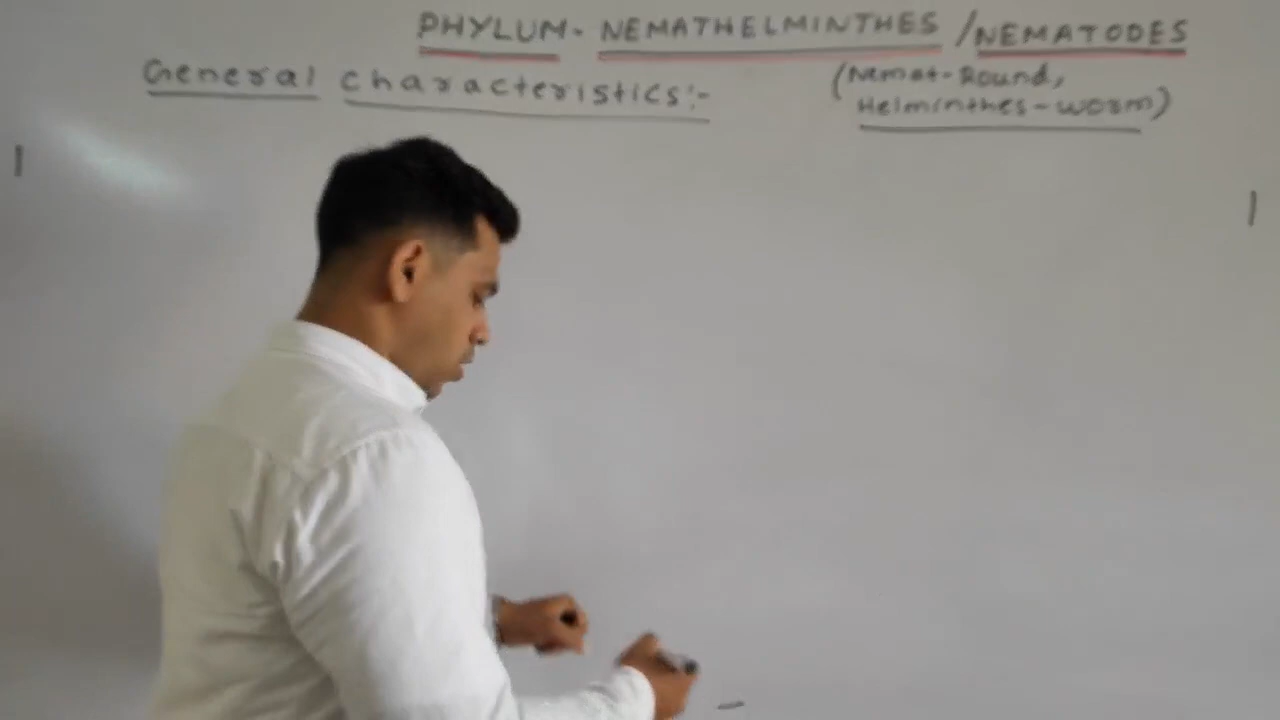 PHYLUM- NEMATHELMINTHES /NEMATODES
General characteristics:-
(Nemat-Round,
Helminthes-worm)